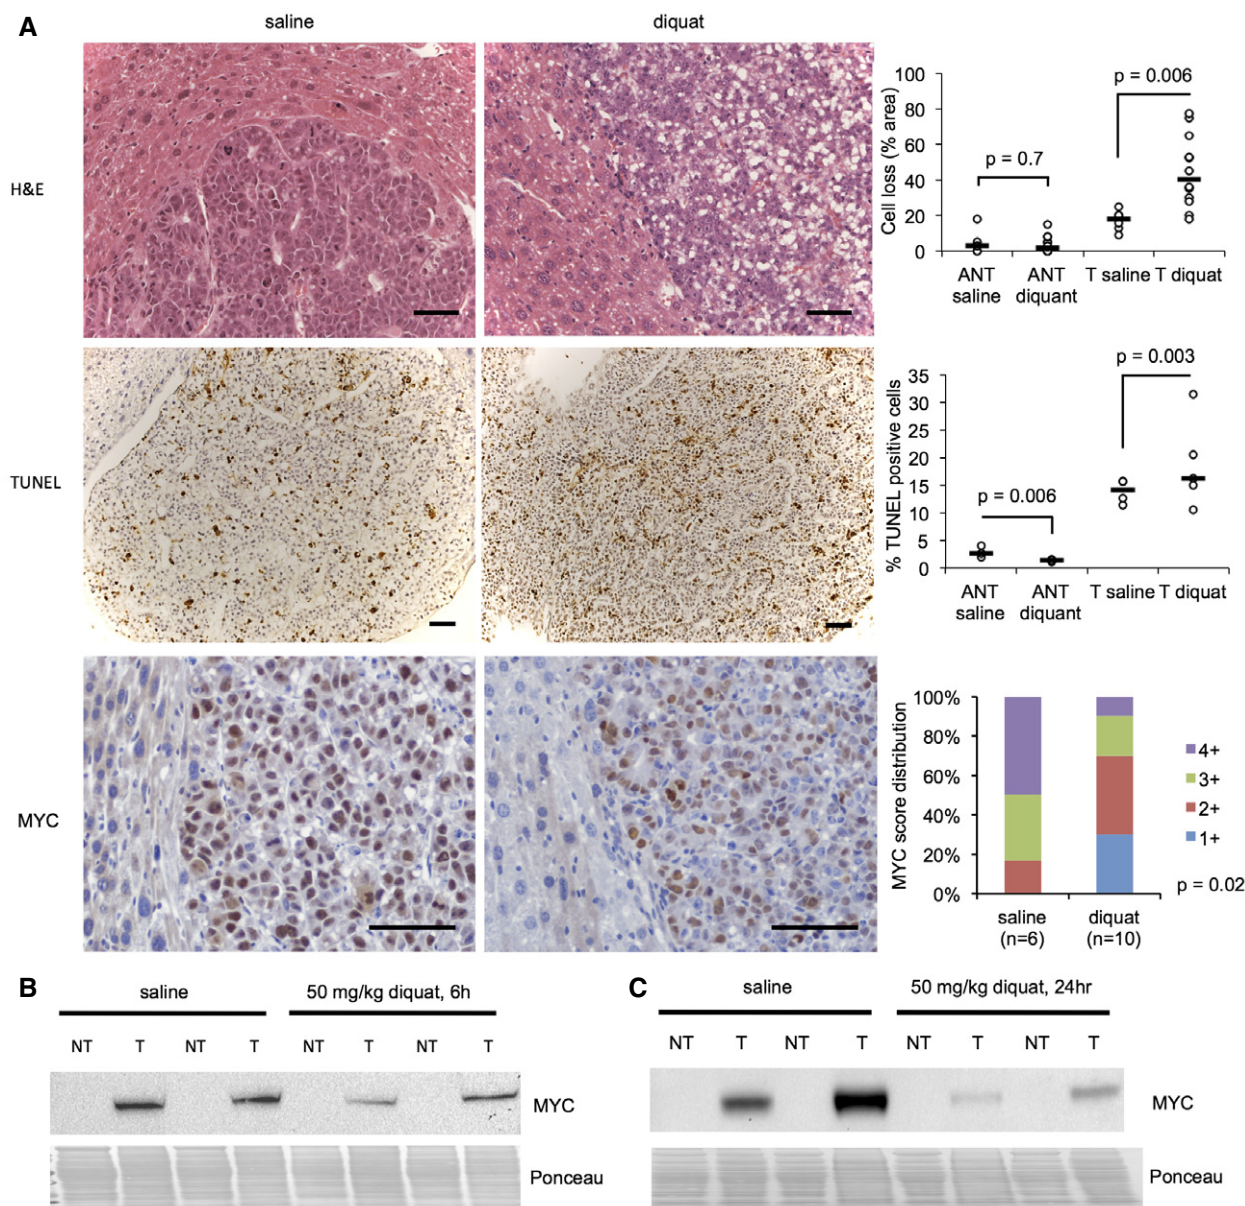 A
saline
diquat
H&E
Cell loss (% area)
100
80
60
40
20
0
p = 0.7
p = 0.006
ANT saline
ANT diquant
T saline
T diquat
TUNEL
% TUNEL positive cells
35
30
25
20
15
10
5
0
p = 0.006
p = 0.003
ANT saline
ANT diquant
T saline
T diquat
MYC
MYC score distribution
100%
80%
60%
40%
20%
0%
saline (n=6)
diquat (n=10)
4+
3+
2+
1+
p = 0.02
B
saline
50 mg/kg diquat, 6h
NT T NT T NT T NT T
MYC
Ponceau
C
saline
50 mg/kg diquat, 24hr
NT T NT T NT T NT T
MYC
Ponceau